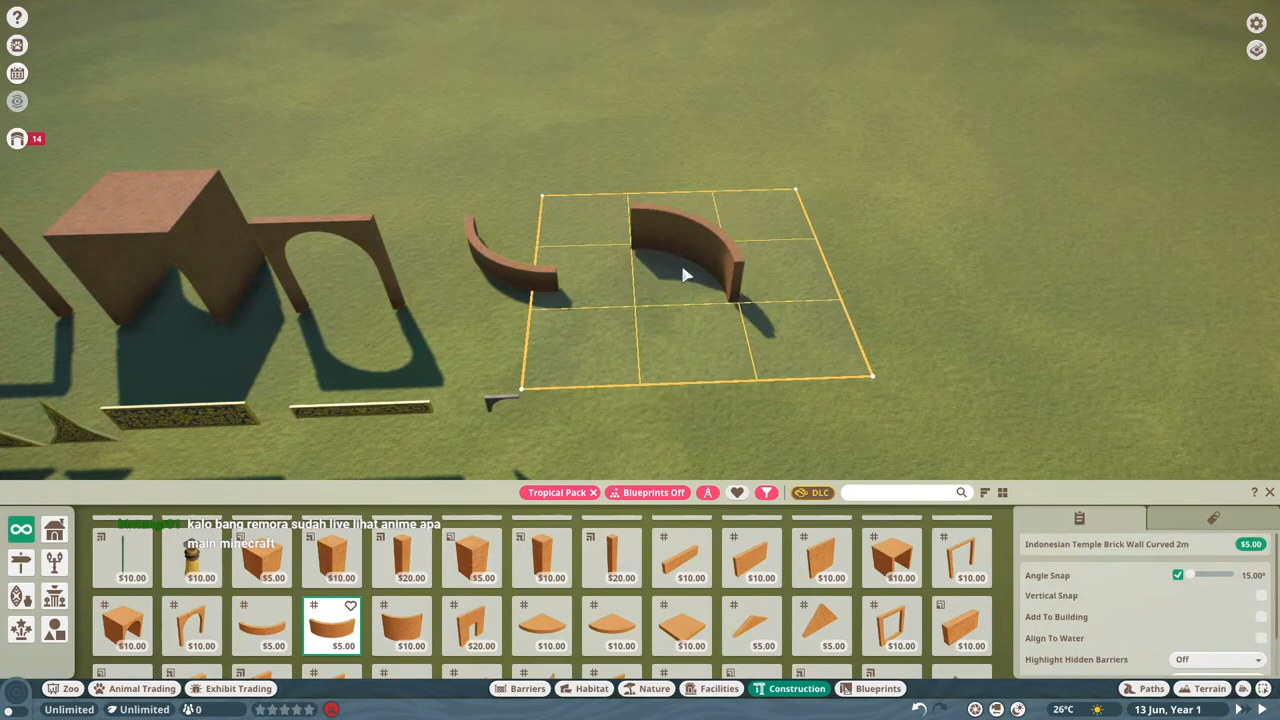 ?
14
Tropical Pack ✕
Blueprints Off
DLC
?
✕
bintang01 kalo bang remora sudah live lihat anime apa
main minecraft
$10.00
$10.00
$5.00
$10.00
$20.00
$5.00
$10.00
$20.00
$10.00
$10.00
$10.00
$10.00
$10.00
$10.00
$10.00
$5.00
$5.00
$10.00
$20.00
$10.00
$10.00
$10.00
$5.00
$5.00
$10.00
$10.00
Indonesian Temple Brick Wall Curved 2m
$5.00
Angle Snap
15.00°
Vertical Snap
Add To Building
Align To Water
Highlight Hidden Barriers
Off
Zoo
Animal Trading
Exhibit Trading
Barriers
Habitat
Nature
Facilities
Construction
Blueprints
Paths
Terrain
Unlimited
Unlimited
0
26°C
13 Jun, Year 1